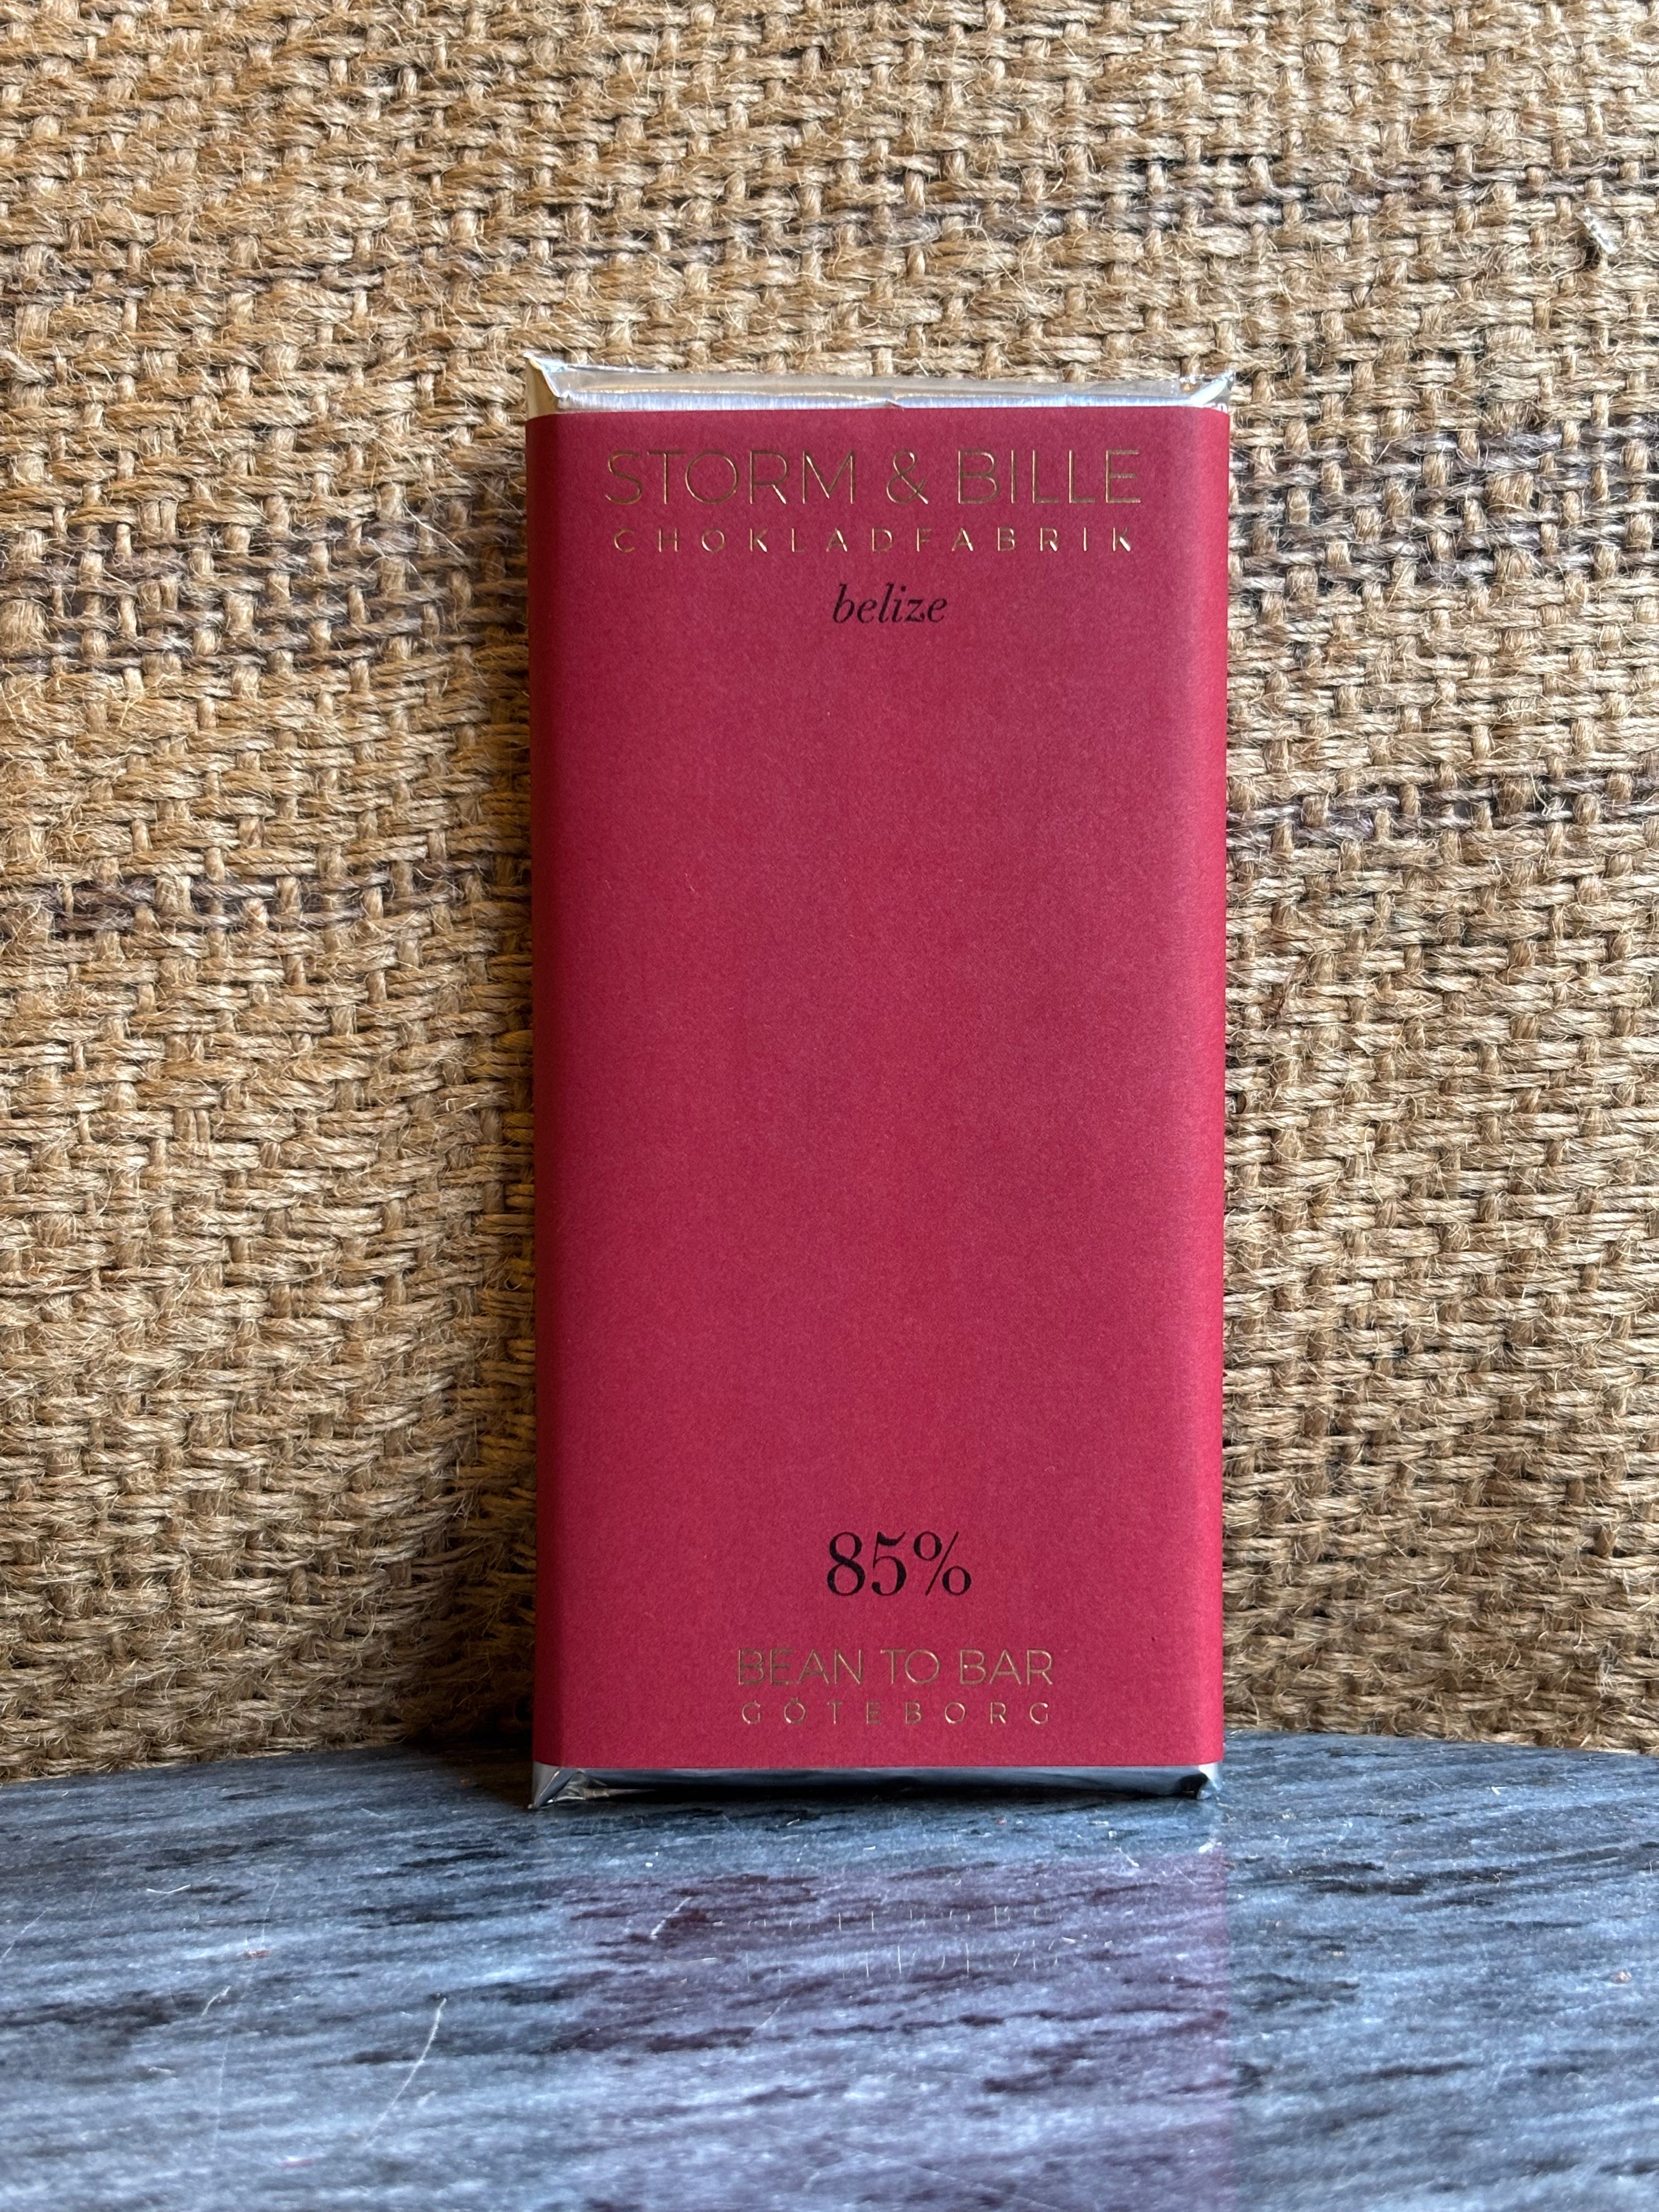 STORM & BILLE
CHOKLADFABRIK
belize
85%
BEAN TO BAR
GÖTEBORG